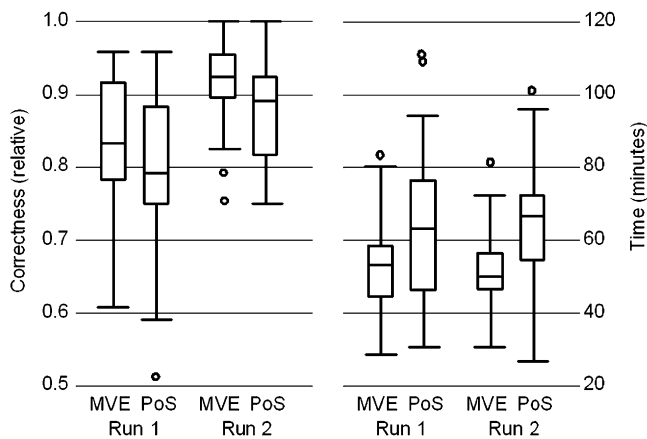 1.0
0.9
0.8
0.7
0.6
0.5
Correctness (relative)
MVE PoS MVE PoS
Run 1 Run 2
120
100
80
60
40
20
Time (minutes)
MVE PoS MVE PoS
Run 1 Run 2